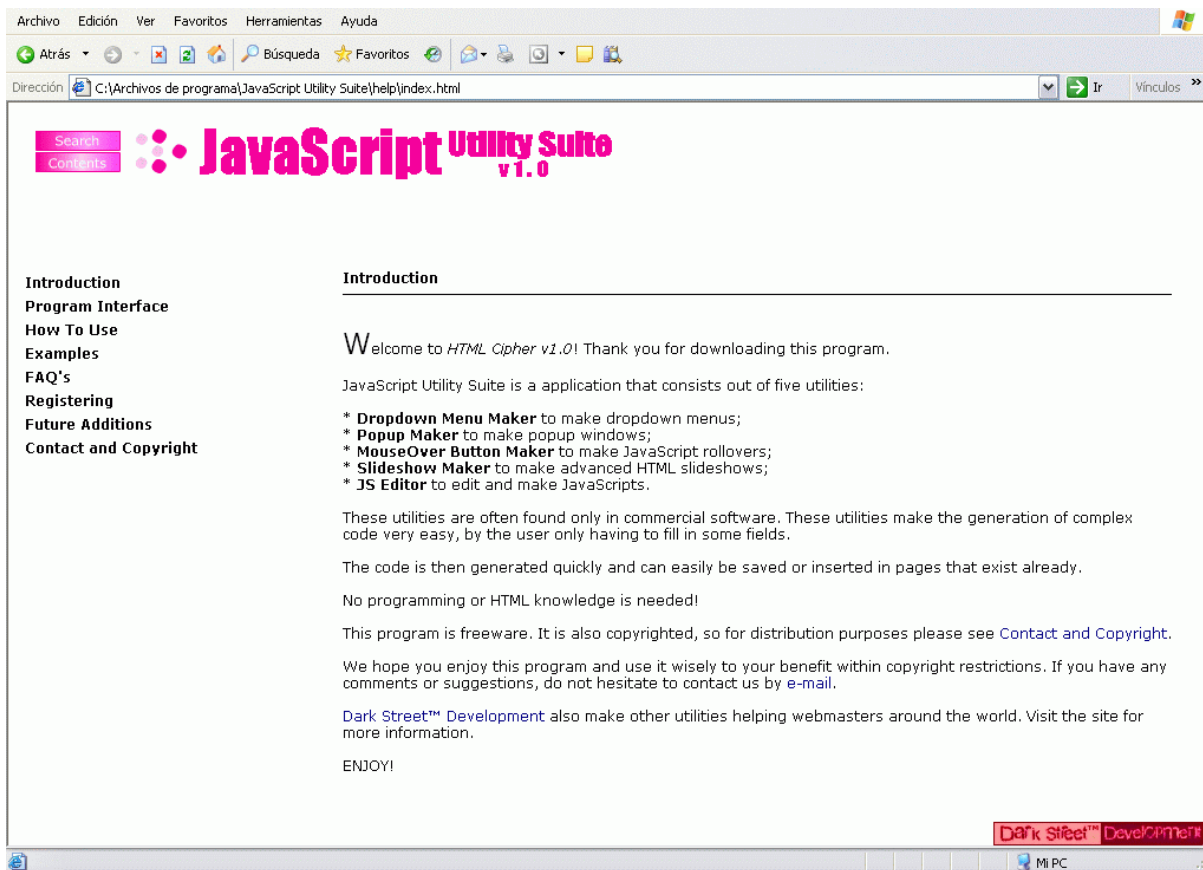 Archivo Edición Ver Favoritos Herramientas Ayuda
Atrás Búsqueda Favoritos
Dirección C:\Archivos de programa\JavaScript Utility Suite\help\index.html Ir Vínculos »
Search
Contents
JavaScript Utility Suite
v1.0
Introduction
Program Interface
How To Use
Examples
FAQ's
Registering
Future Additions
Contact and Copyright
Introduction
Welcome to HTML Cipher v1.0! Thank you for downloading this program.
JavaScript Utility Suite is a application that consists out of five utilities:
* Dropdown Menu Maker to make dropdown menus;
* Popup Maker to make popup windows;
* MouseOver Button Maker to make JavaScript rollovers;
* Slideshow Maker to make advanced HTML slideshows;
* JS Editor to edit and make JavaScripts.
These utilities are often found only in commercial software. These utilities make the generation of complex
code very easy, by the user only having to fill in some fields.
The code is then generated quickly and can easily be saved or inserted in pages that exist already.
No programming or HTML knowledge is needed!
This program is freeware. It is also copyrighted, so for distribution purposes please see Contact and Copyright.
We hope you enjoy this program and use it wisely to your benefit within copyright restrictions. If you have any
comments or suggestions, do not hesitate to contact us by e-mail.
Dark Street™ Development also make other utilities helping webmasters around the world. Visit the site for
more information.
ENJOY!
Dark Street™ Development
Mi PC